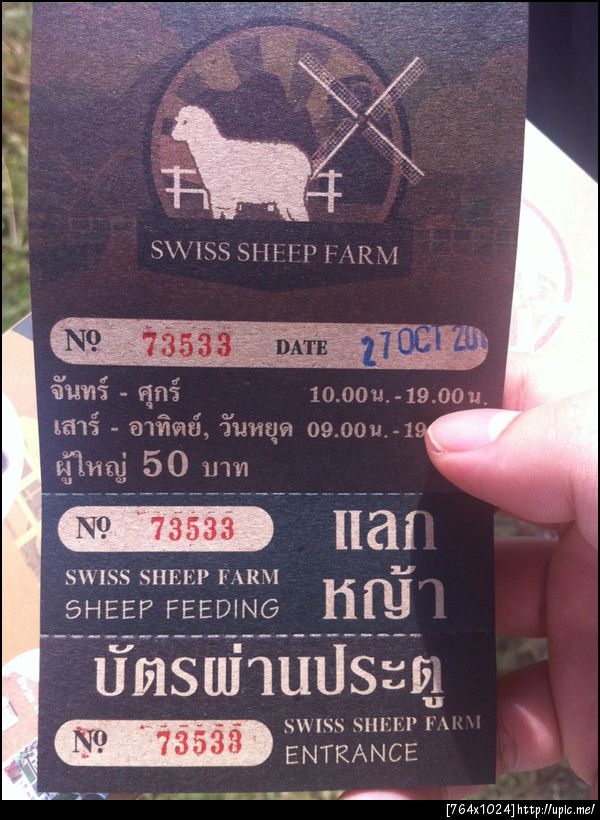 SWISS SHEEP FARM
Nº 73533 DATE 27 OCT
จันทร์ - ศุกร์ 10.00น.-19.00น.
เสาร์ - อาทิตย์, วันหยุด 09.00น.-19
ผู้ใหญ่ 50 บาท
Nº 73533
SWISS SHEEP FARM
SHEEP FEEDING
แลก
หญ้า
บัตรผ่านประตู
Nº 73533
SWISS SHEEP FARM
ENTRANCE
[764x1024]http://upic.me/